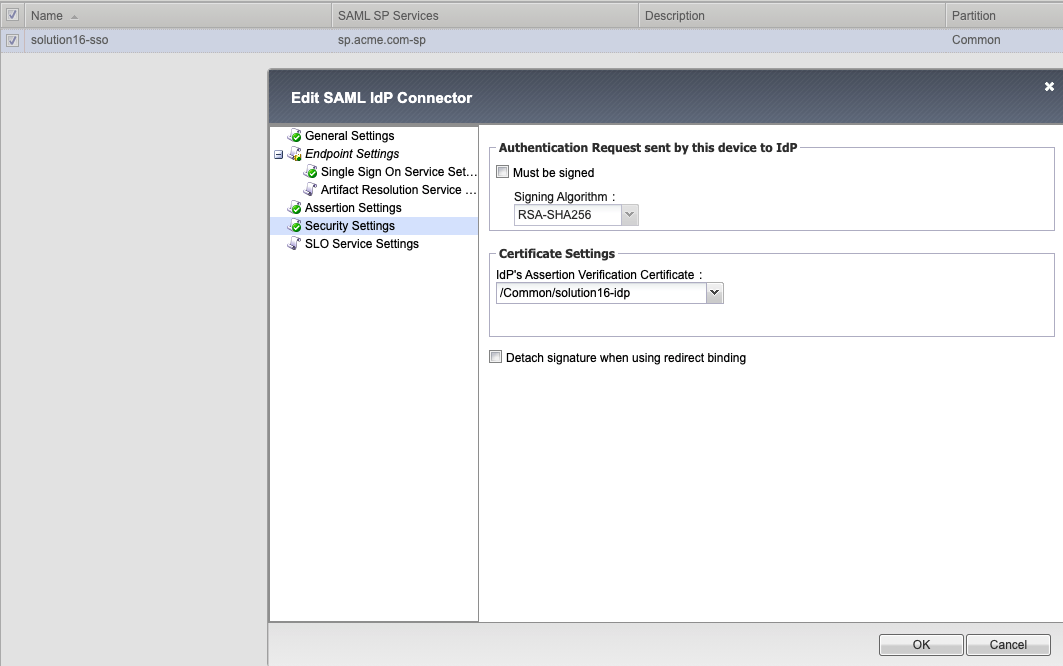 Name SAML SP Services Description Partition
solution16-sso sp.acme.com-sp Common
Edit SAML IdP Connector
General Settings
Endpoint Settings
Single Sign On Service Set...
Artifact Resolution Service ...
Assertion Settings
Security Settings
SLO Service Settings
Authentication Request sent by this device to IdP
Must be signed
Signing Algorithm :
RSA-SHA256
Certificate Settings
IdP's Assertion Verification Certificate :
/Common/solution16-idp
Detach signature when using redirect binding
OK Cancel